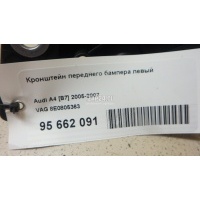 Кронштейн переднего бампера левый
Audi A4 [B7] 2005-2007
VAG 8E0805363
95 662 091